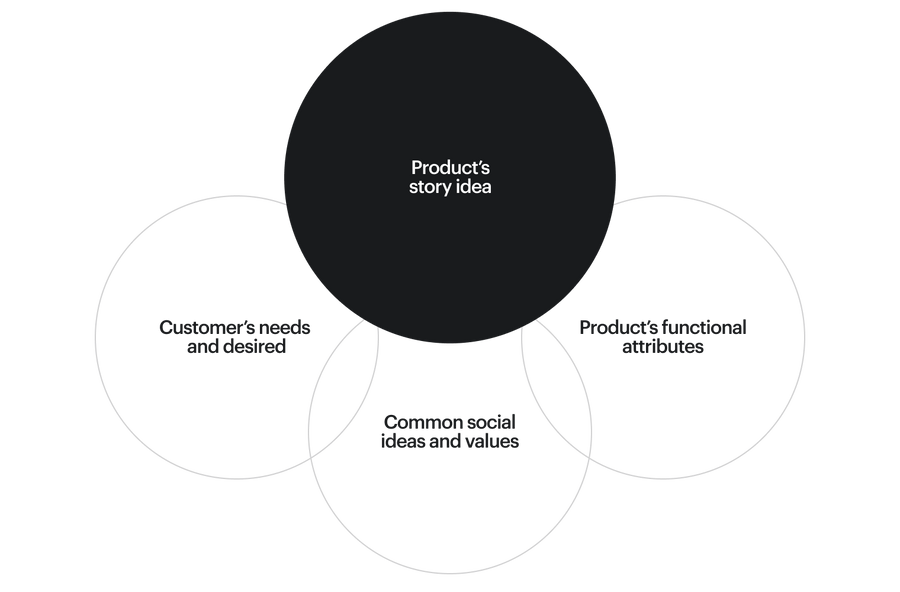 Product’s
story idea
Customer’s needs
and desired
Product’s functional
attributes
Common social
ideas and values